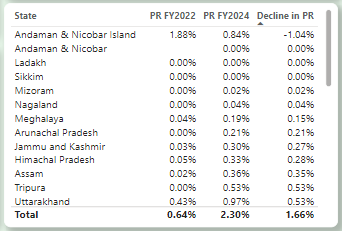 State PR FY2022 PR FY2024 Decline in PR
Andaman & Nicobar Island 1.88% 0.84% -1.04%
Andaman & Nicobar 0.00% 0.00%
Ladakh 0.00% 0.00% 0.00%
Sikkim 0.00% 0.00% 0.00%
Mizoram 0.00% 0.02% 0.02%
Nagaland 0.00% 0.04% 0.04%
Meghalaya 0.04% 0.19% 0.15%
Arunachal Pradesh 0.00% 0.21% 0.21%
Jammu and Kashmir 0.03% 0.30% 0.27%
Himachal Pradesh 0.05% 0.33% 0.28%
Assam 0.02% 0.36% 0.35%
Tripura 0.00% 0.53% 0.53%
Uttarakhand 0.43% 0.97% 0.53%
Total 0.64% 2.30% 1.66%